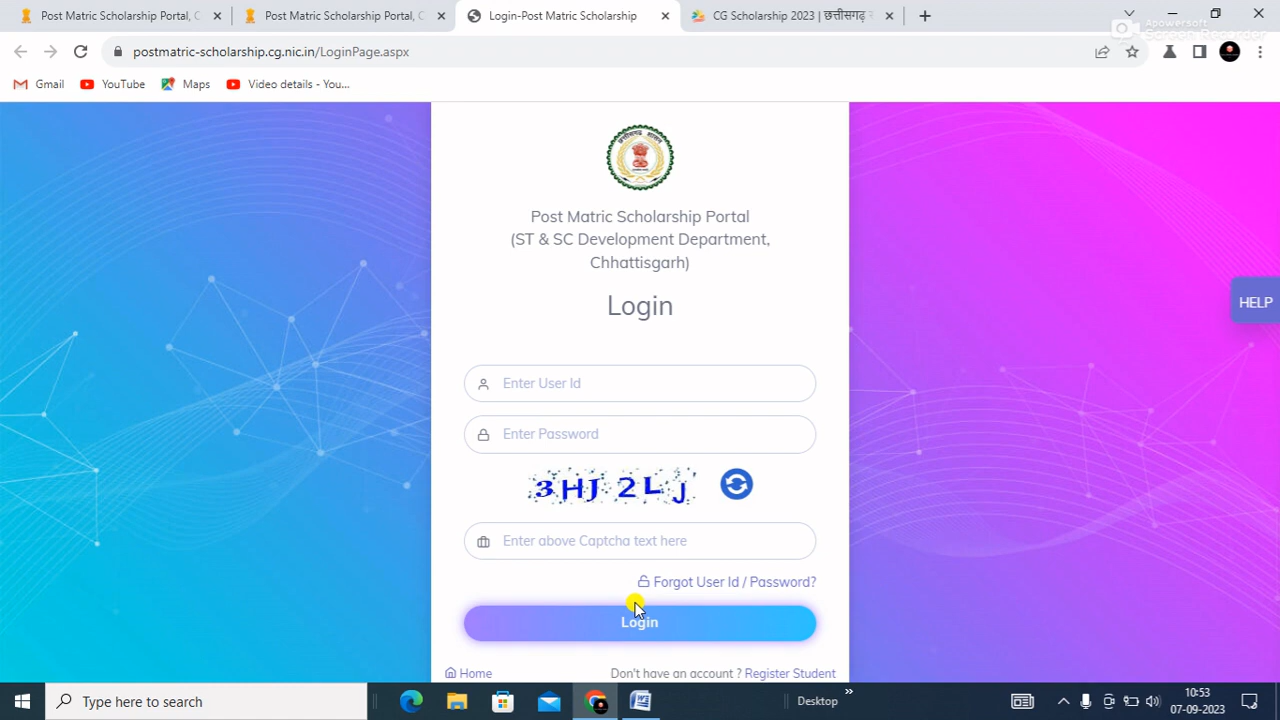 Post Matric Scholarship Portal, C
Post Matric Scholarship Portal, C
Login-Post Matric Scholarship
CG Scholarship 2023 | छत्तीसगढ़
Apowersoft
Screen Recorder
postmatric-scholarship.cg.nic.in/LoginPage.aspx
Gmail
YouTube
Maps
Video details - You...
Post Matric Scholarship Portal
(ST & SC Development Department,
Chhattisgarh)
Login
HELP
Enter User Id
Enter Password
3HJ2LJ
Enter above Captcha text here
Forgot User Id / Password?
Login
Home
Don't have an account ? Register Student
Type here to search
Desktop
»
10:53
07-09-2023